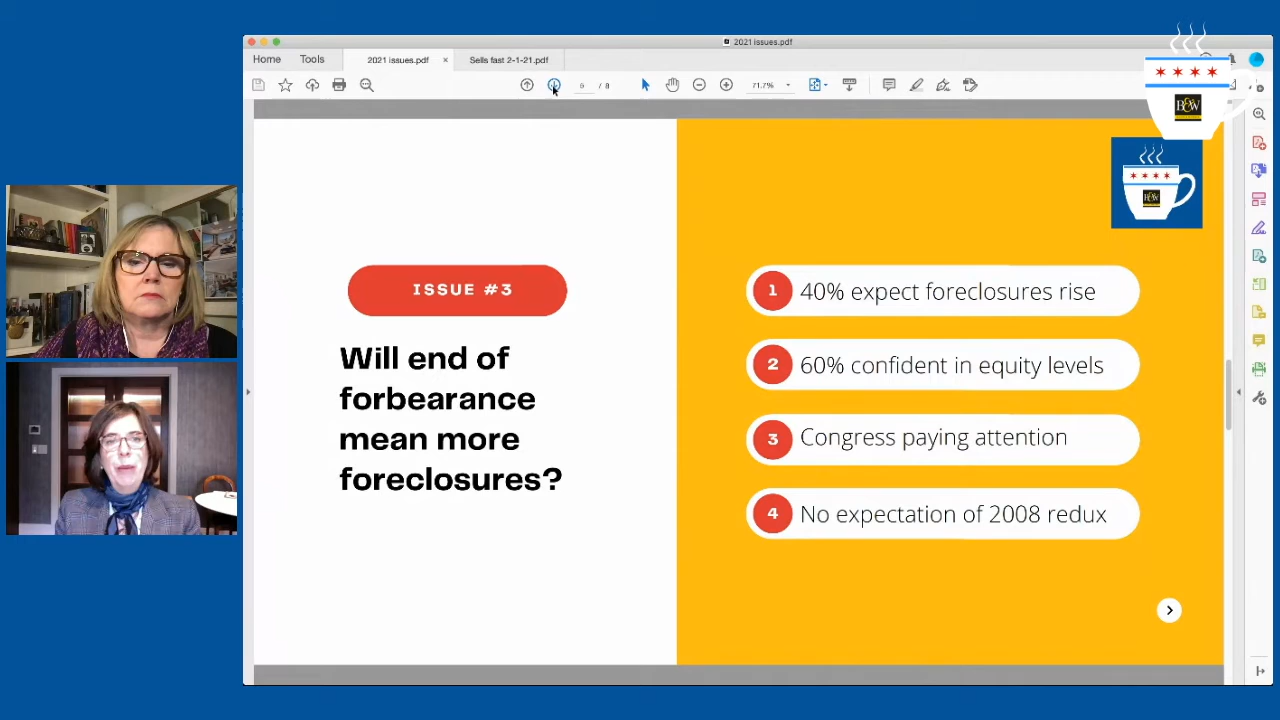 2021 issues.pdf
Home
Tools
2021 issues.pdf ×
Sells fast 2-1-21.pdf
6 / 8
71.7%
B&W
B&W
ISSUE #3
Will end of
forbearance
mean more
foreclosures?
1 40% expect foreclosures rise
2 60% confident in equity levels
3 Congress paying attention
4 No expectation of 2008 redux